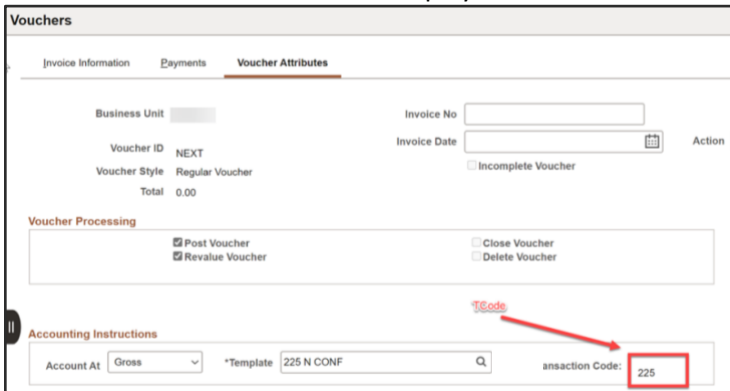 Vouchers
Invoice Information Payments Voucher Attributes
Business Unit Invoice No
Invoice Date Action
Voucher ID NEXT
Incomplete Voucher
Voucher Style Regular Voucher
Total 0.00
Voucher Processing
Post Voucher Close Voucher
Revalue Voucher Delete Voucher
TCode
Accounting Instructions
Account At Gross *Template 225 N CONF ansaction Code: 225